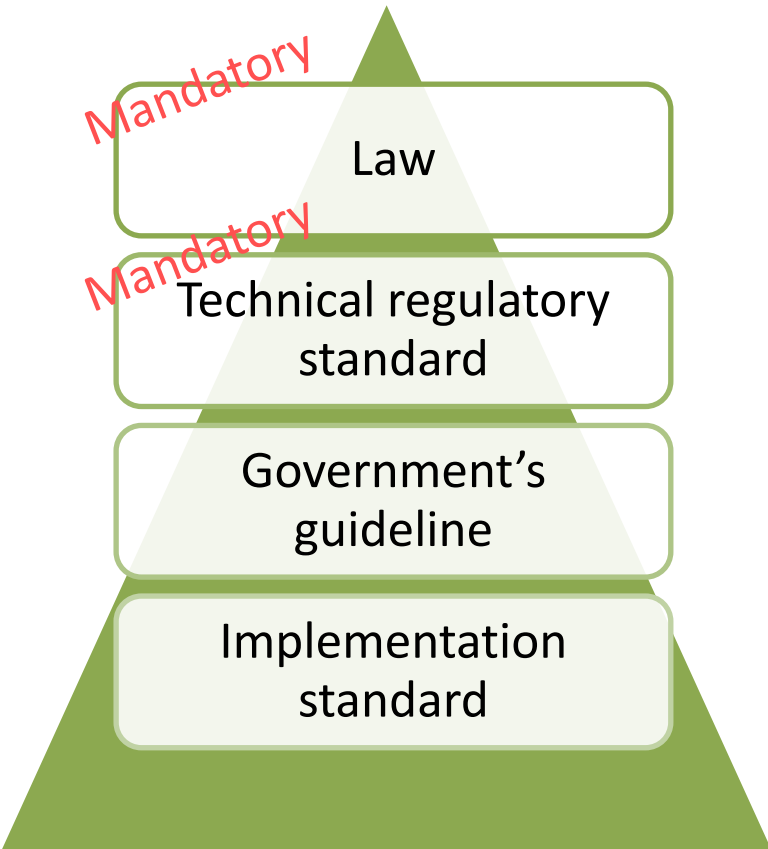 Mandatory
Law
Mandatory
Technical regulatory
standard
Government’s
guideline
Implementation
standard